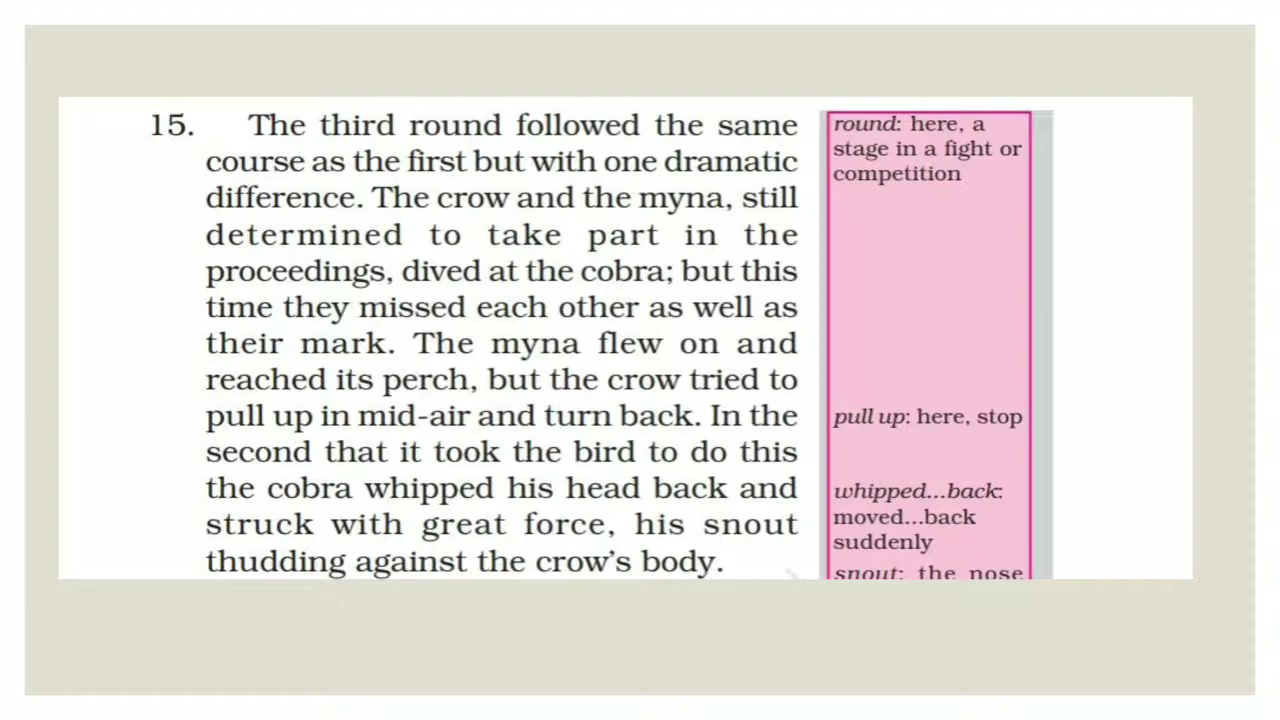 15. The third round followed the same
course as the first but with one dramatic
difference. The crow and the myna, still
determined to take part in the
proceedings, dived at the cobra; but this
time they missed each other as well as
their mark. The myna flew on and
reached its perch, but the crow tried to
pull up in mid-air and turn back. In the
second that it took the bird to do this
the cobra whipped his head back and
struck with great force, his snout
thudding against the crow's body.
round: here, a
stage in a fight or
competition
pull up: here, stop
whipped...back:
moved...back
suddenly
snout: the nose